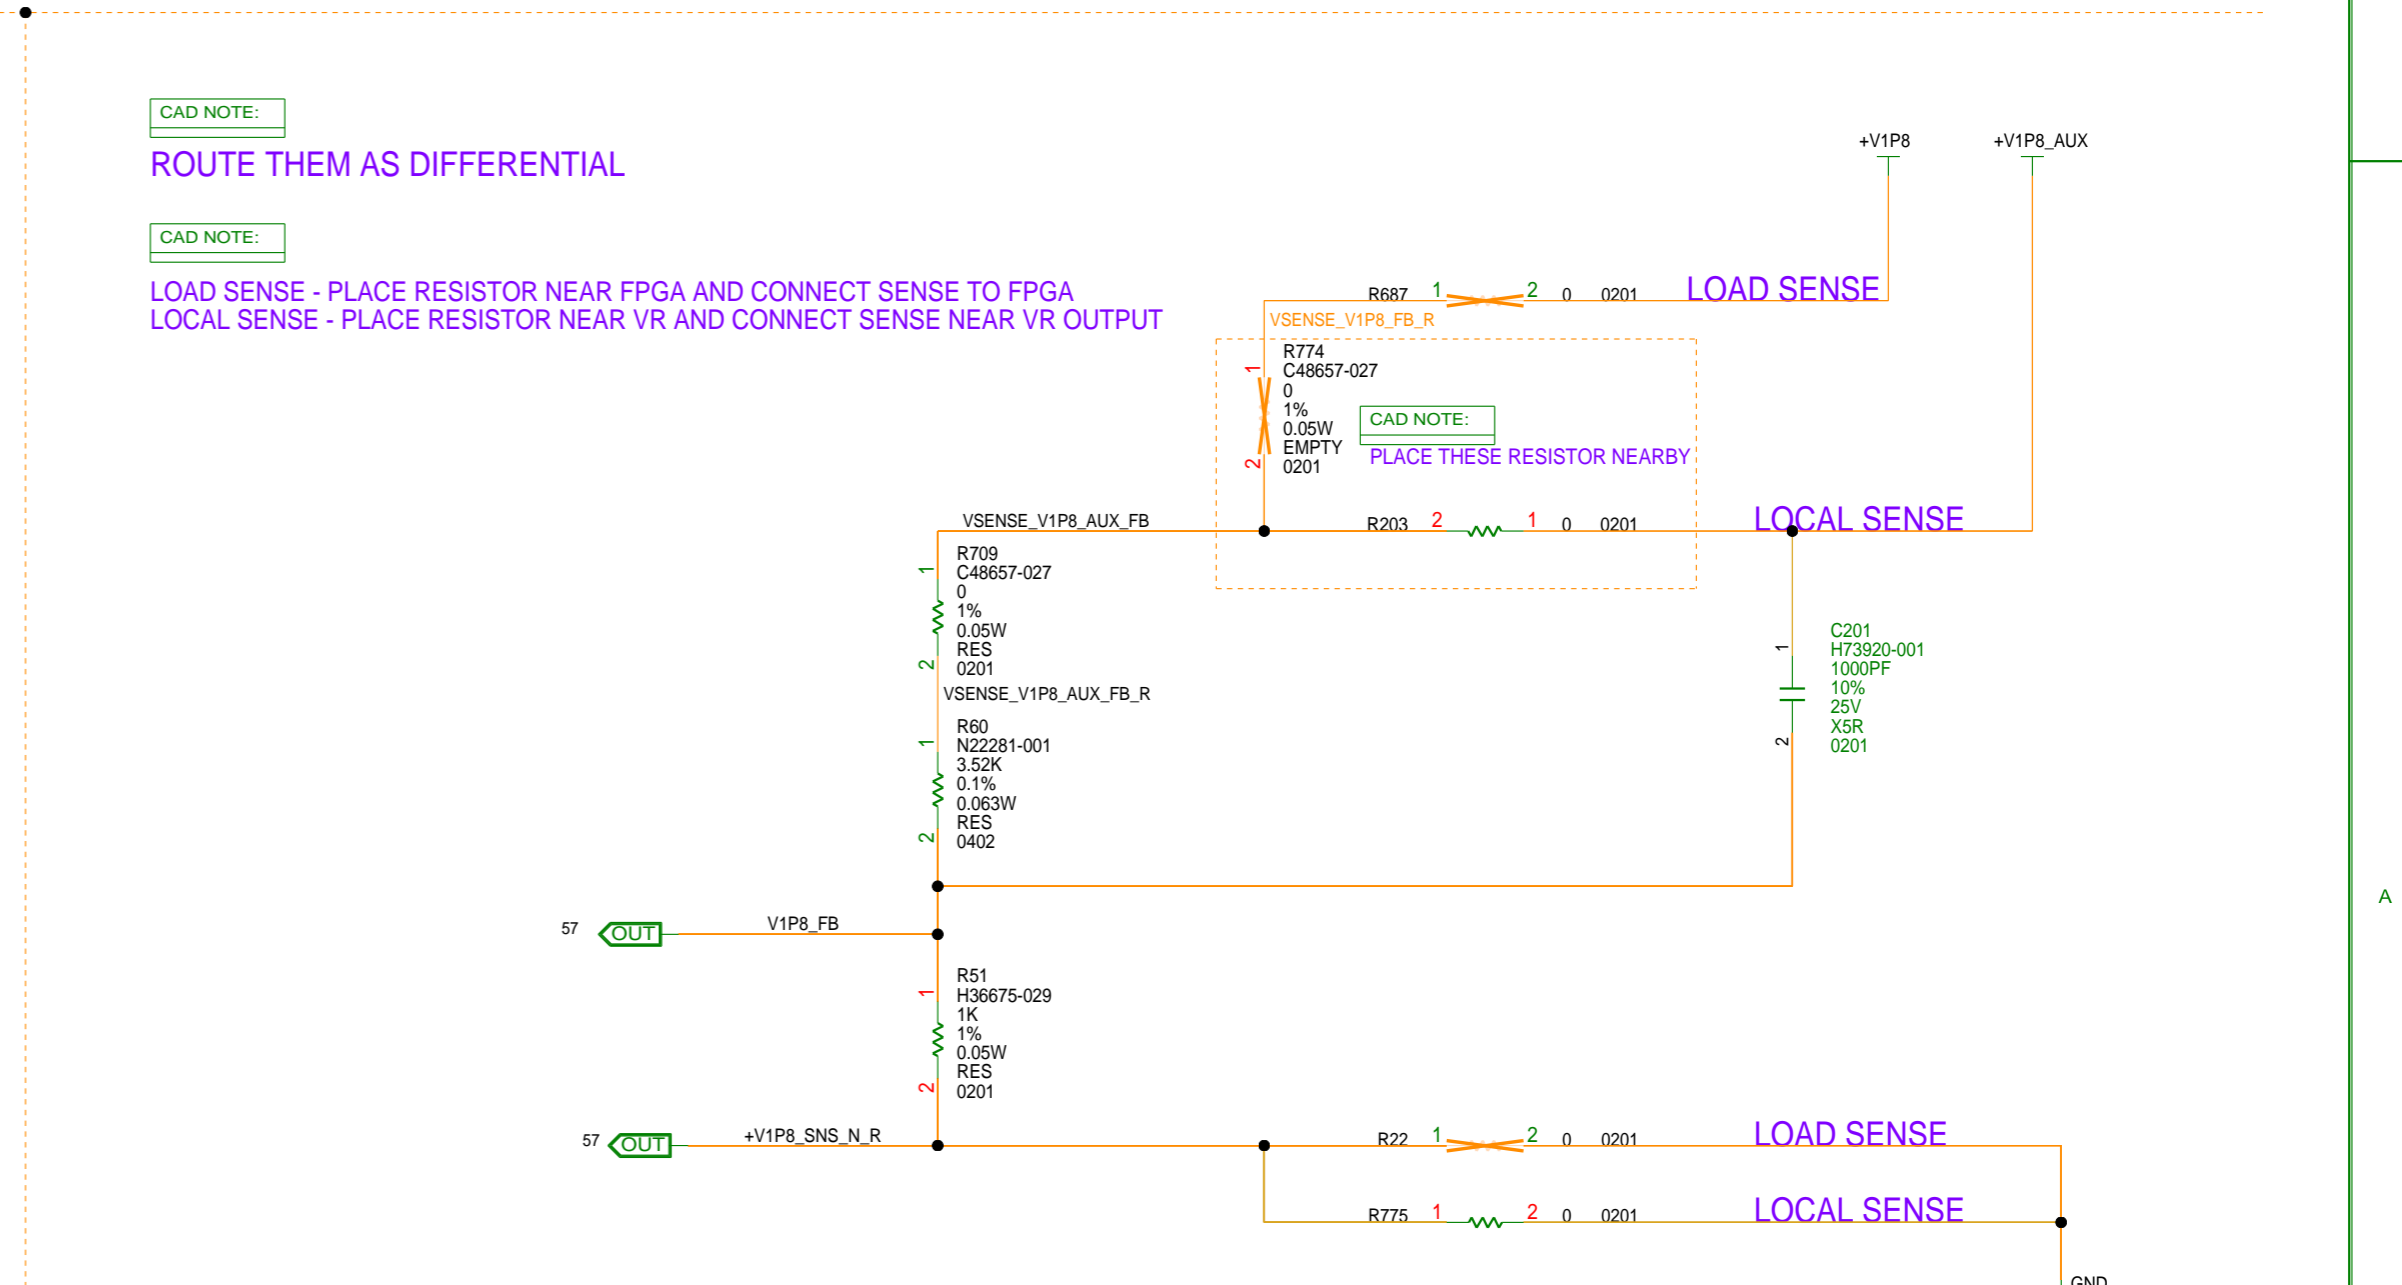 CAD NOTE:
ROUTE THEM AS DIFFERENTIAL
CAD NOTE:
LOAD SENSE - PLACE RESISTOR NEAR FPGA AND CONNECT SENSE TO FPGA
LOCAL SENSE - PLACE RESISTOR NEAR VR AND CONNECT SENSE NEAR VR OUTPUT
+V1P8
+V1P8_AUX
R687 1 2 0 0201 LOAD SENSE
VSENSE_V1P8_FB_R
1
2
R774
C48657-027
0
1%
0.05W
EMPTY
0201
CAD NOTE:
PLACE THESE RESISTOR NEARBY
VSENSE_V1P8_AUX_FB
R203 2 1 0 0201 LOCAL SENSE
1
2
R709
C48657-027
0
1%
0.05W
RES
0201
VSENSE_V1P8_AUX_FB_R
1
2
R60
N22281-001
3.52K
0.1%
0.063W
RES
0402
1
2
C201
H73920-001
1000PF
10%
25V
X5R
0201
A
57 OUT V1P8_FB
1
2
R51
H36675-029
1K
1%
0.05W
RES
0201
57 OUT +V1P8_SNS_N_R
R22 1 2 0 0201 LOAD SENSE
R775 1 2 0 0201 LOCAL SENSE
GND